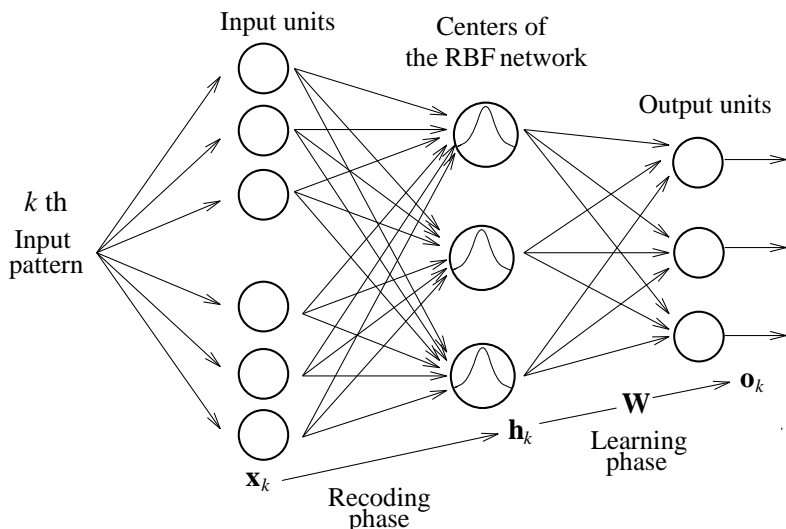 Input units
Centers of
the RBF network
Output units
k th
Input
pattern
x_k
h_k
W
o_k
Recoding
phase
Learning
phase